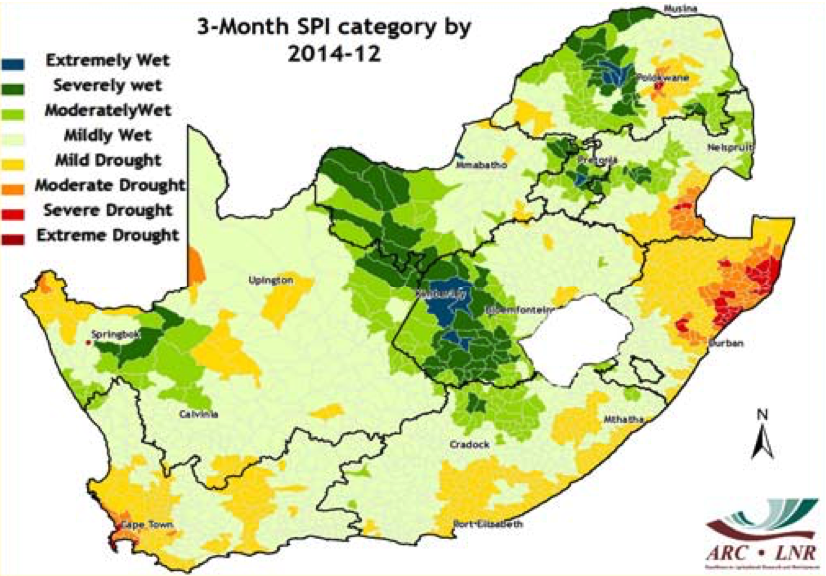 3-Month SPI category by
2014-12
Extremely Wet
Severely wet
ModeratelyWet
Mildly Wet
Mild Drought
Moderate Drought
Severe Drought
Extreme Drought
Musina
Polokwane
Nelspruit
Pretoria
Mmabatho
Upington
Kimberley
Bloemfontein
Springbok
Durban
Calvinia
Mthatha
Cradock
Cape Town
Port Elisabeth
N
ARC • LNR